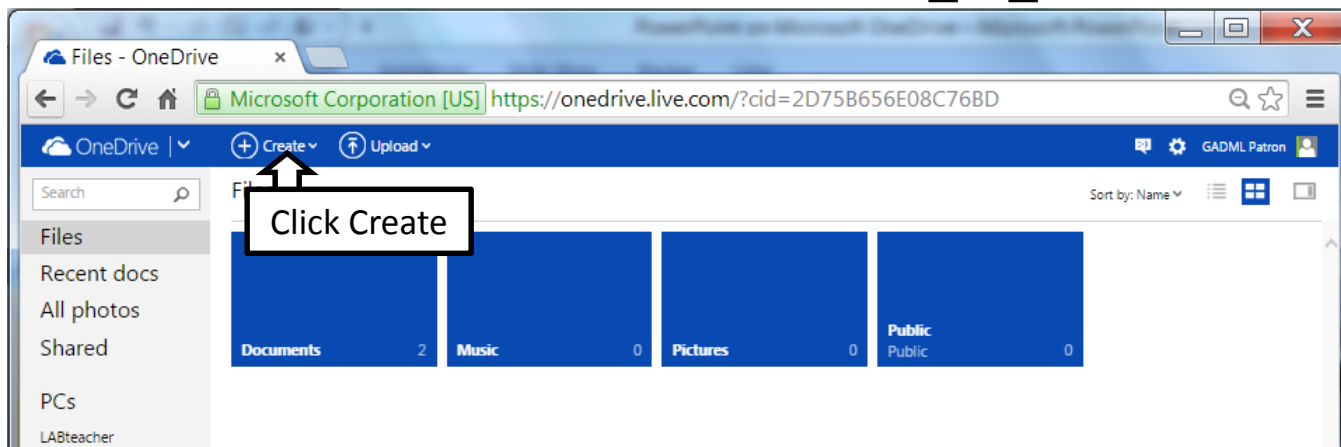 Files - OneDrive
Microsoft Corporation [US] https://onedrive.live.com/?cid=2D75B656E08C76BD
OneDrive Create Upload GADML Patron
Search
Sort by: Name
Click Create
Files
Recent docs
All photos
Shared
Documents 2 Music 0 Pictures 0 Public
Public 0
PCs
LABteacher